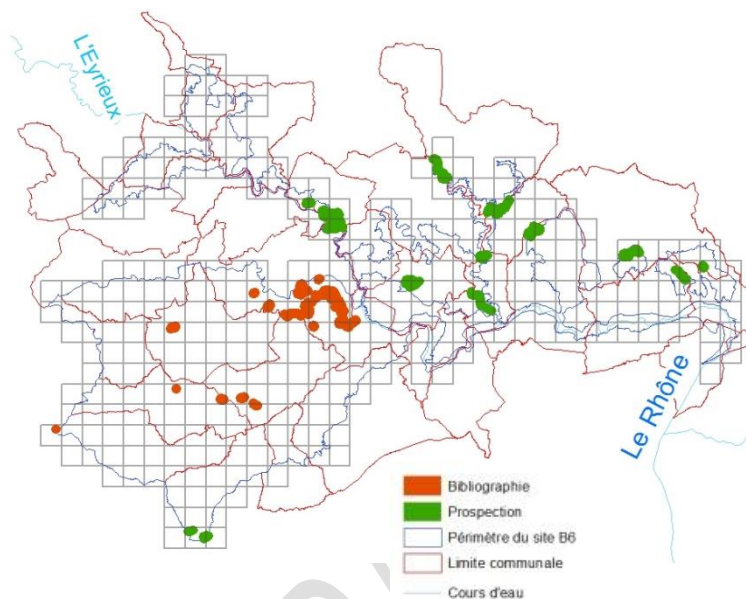 L'Eyrieux
Le Rhône
Bibliographie
Prospection
Périmètre du site B6
Limite communale
Cours d'eau